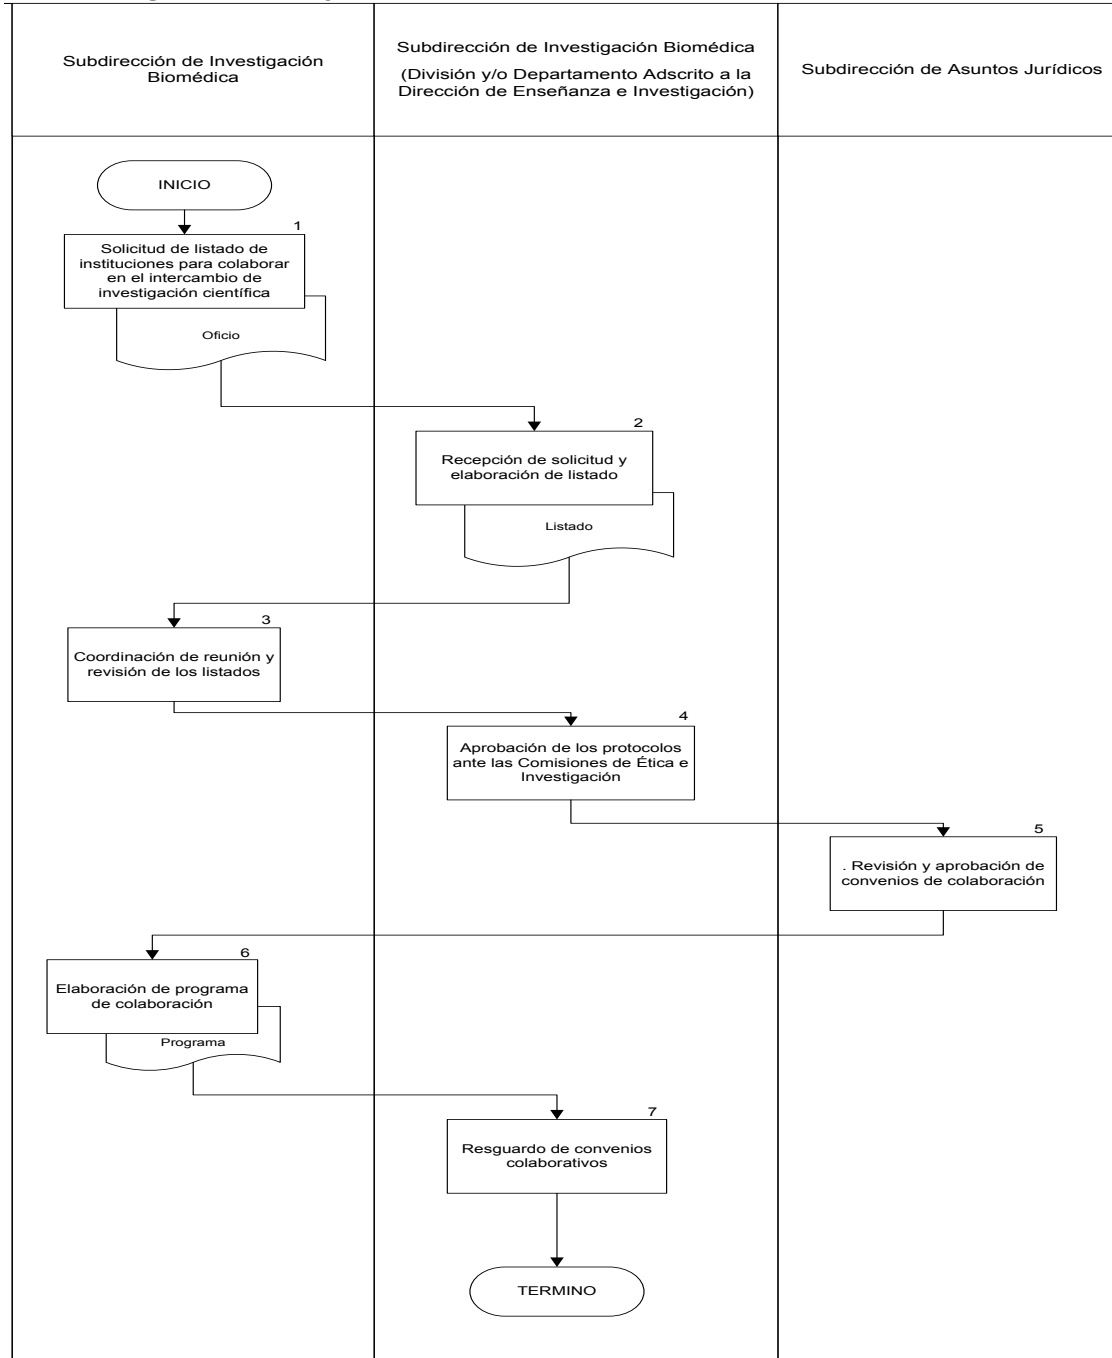 Subdirección de Investigación
Biomédica
Subdirección de Investigación Biomédica
(División y/o Departamento Adscrito a la
Dirección de Enseñanza e Investigación)
Subdirección de Asuntos Jurídicos
INICIO
1
Solicitud de listado de
instituciones para colaborar
en el intercambio de
investigación científica
Oficio
2
Recepción de solicitud y
elaboración de listado
Listado
3
Coordinación de reunión y
revisión de los listados
4
Aprobación de los protocolos
ante las Comisiones de Ética e
Investigación
5
. Revisión y aprobación de
convenios de colaboración
6
Elaboración de programa
de colaboración
Programa
7
Resguardo de convenios
colaborativos
TERMINO